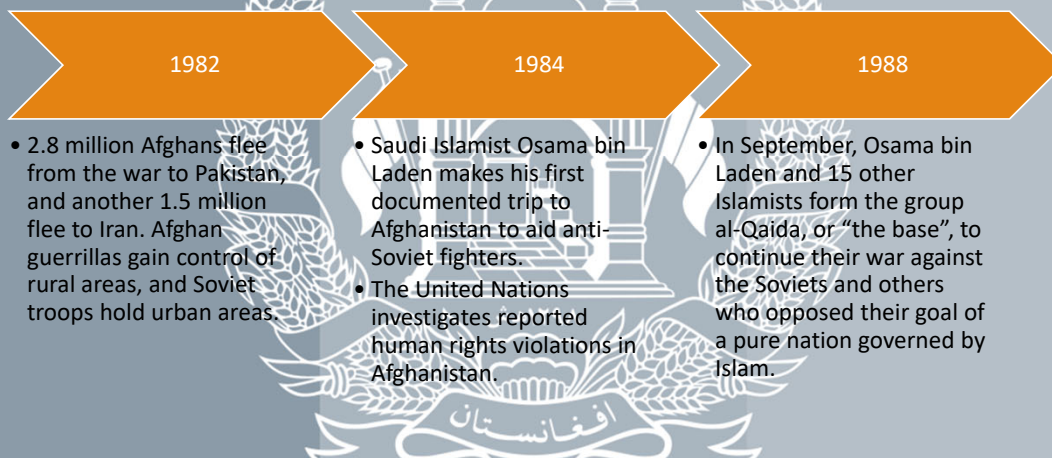 1982
• 2.8 million Afghans flee
from the war to Pakistan,
and another 1.5 million
flee to Iran. Afghan
guerrillas gain control of
rural areas, and Soviet
troops hold urban areas.
1984
• Saudi Islamist Osama bin
Laden makes his first
documented trip to
Afghanistan to aid anti-
Soviet fighters.
• The United Nations
investigates reported
human rights violations in
Afghanistan.
1988
• In September, Osama bin
Laden and 15 other
Islamists form the group
al-Qaida, or “the base”, to
continue their war against
the Soviets and others
who opposed their goal of
a pure nation governed by
Islam.
افغانستان